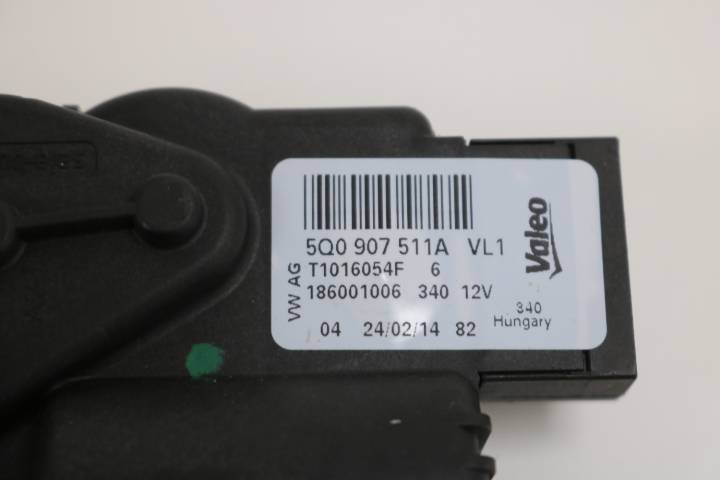 5Q0 907 511A VL1
T1016054F 6
186001006 340 12V
04 24/02/14 82
VW AG
Valeo
340
Hungary